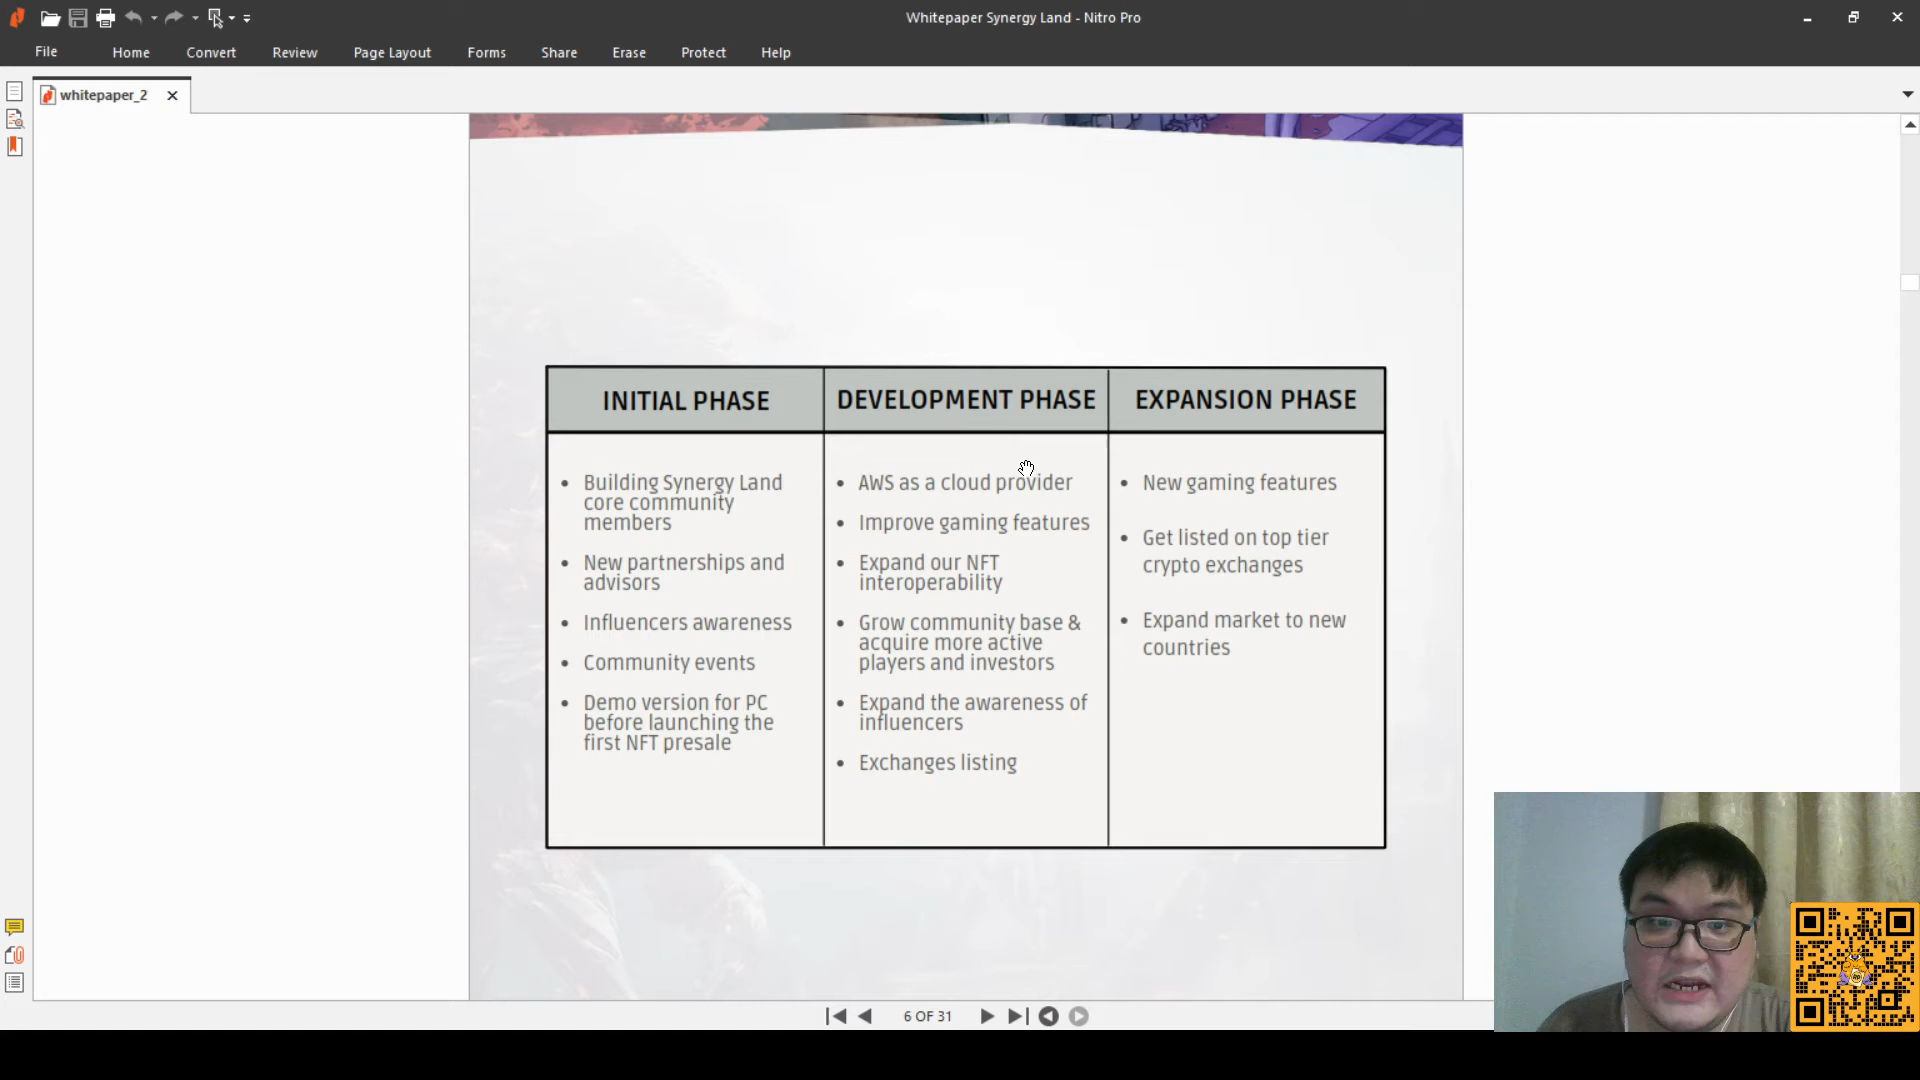 Whitepaper Synergy Land - Nitro Pro
File Home Convert Review Page Layout Forms Share Erase Protect Help
whitepaper_2
INITIAL PHASE
Building Synergy Land
core community
members
New partnerships and
advisors
Influencers awareness
Community events
Demo version for PC
before launching the
first NFT presale
DEVELOPMENT PHASE
AWS as a cloud provider
Improve gaming features
Expand our NFT
interoperability
Grow community base &
acquire more active
players and investors
Expand the awareness of
influencers
Exchanges listing
EXPANSION PHASE
New gaming features
Get listed on top tier
crypto exchanges
Expand market to new
countries
6 OF 31